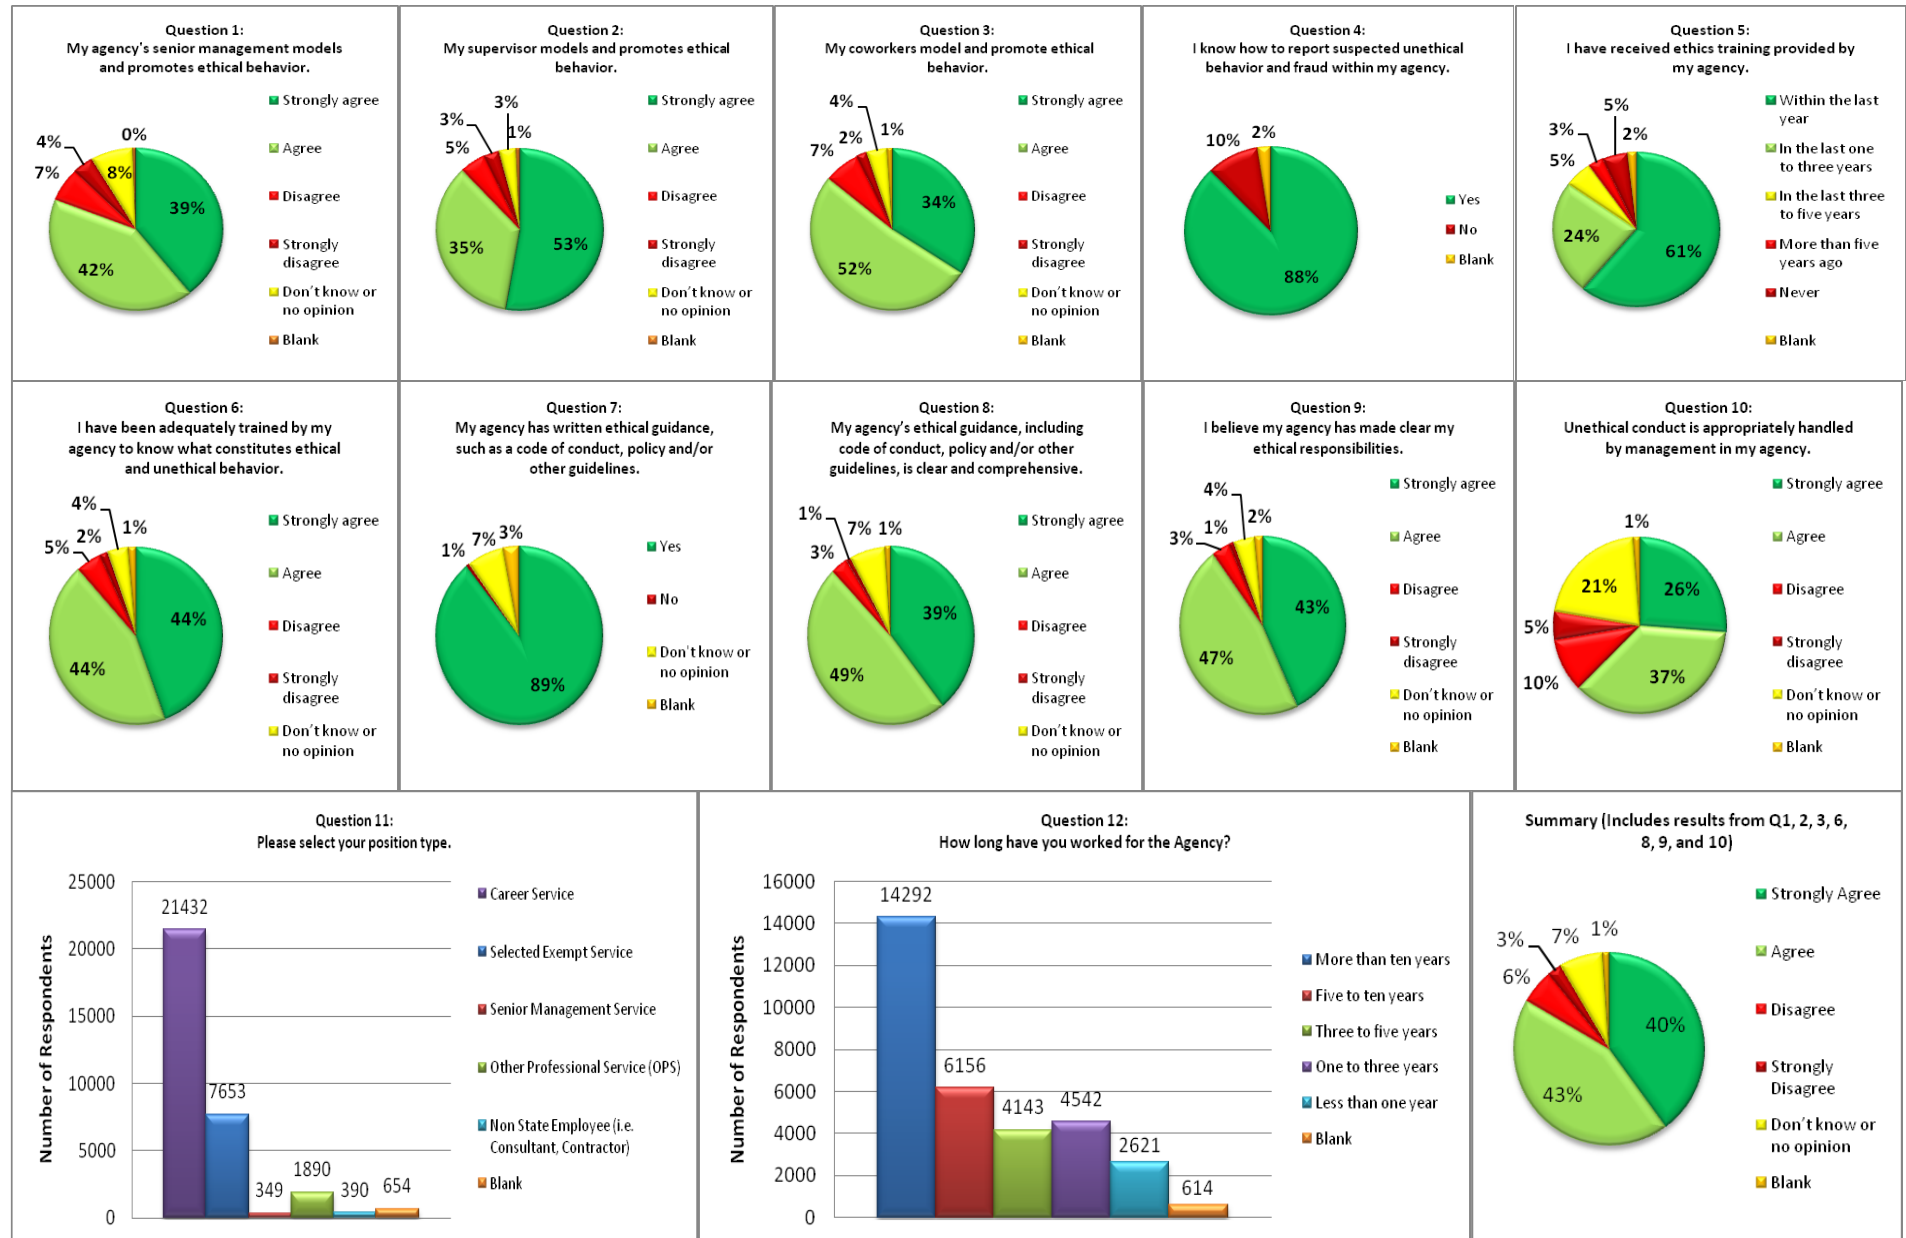 Question 1:
My agency's senior management models
and promotes ethical behavior.
0%
4%
7%
8%
39%
42%
Strongly agree
Agree
Disagree
Strongly
disagree
Don't know or
no opinion
Blank
Question 2:
My supervisor models and promotes ethical
behavior.
3%
3%
1%
5%
35%
53%
Strongly agree
Agree
Disagree
Strongly
disagree
Don't know or
no opinion
Blank
Question 3:
My coworkers model and promote ethical
behavior.
4%
1%
2%
7%
34%
52%
Strongly agree
Agree
Disagree
Strongly
disagree
Don't know or
no opinion
Blank
Question 4:
I know how to report suspected unethical
behavior and fraud within my agency.
10%
2%
88%
Yes
No
Blank
Question 5:
I have received ethics training provided by
my agency.
5%
3%
2%
5%
24%
61%
Within the last
year
In the last one
to three years
In the last three
to five years
More than five
years ago
Never
Blank
Question 6:
I have been adequately trained by my
agency to know what constitutes ethical
and unethical behavior.
4%
1%
2%
5%
44%
44%
Strongly agree
Agree
Disagree
Strongly
disagree
Don't know or
no opinion
Question 7:
My agency has written ethical guidance,
such as a code of conduct, policy and/or
other guidelines.
1%
7%
3%
89%
Yes
No
Don't know or
no opinion
Blank
Question 8:
My agency's ethical guidance, including
code of conduct, policy and/or other
guidelines, is clear and comprehensive.
1%
7%
1%
3%
39%
49%
Strongly agree
Agree
Disagree
Strongly
disagree
Don't know or
no opinion
Question 9:
I believe my agency has made clear my
ethical responsibilities.
4%
2%
1%
3%
43%
47%
Strongly agree
Agree
Disagree
Strongly
disagree
Don't know or
no opinion
Blank
Question 10:
Unethical conduct is appropriately handled
by management in my agency.
1%
21%
26%
5%
10%
37%
Strongly agree
Agree
Disagree
Strongly
disagree
Don't know or
no opinion
Blank
Question 11:
Please select your position type.
Number of Respondents
25000
20000
15000
10000
5000
0
21432
7653
349
1890
390
654
Career Service
Selected Exempt Service
Senior Management Service
Other Professional Service (OPS)
Non State Employee (i.e.
Consultant, Contractor)
Blank
Question 12:
How long have you worked for the Agency?
Number of Respondents
16000
14000
12000
10000
8000
6000
4000
2000
0
14292
6156
4143
4542
2621
614
More than ten years
Five to ten years
Three to five years
One to three years
Less than one year
Blank
Summary (Includes results from Q1, 2, 3, 6,
8, 9, and 10)
3%
7%
1%
6%
40%
43%
Strongly Agree
Agree
Disagree
Strongly
Disagree
Don't know or
no opinion
Blank